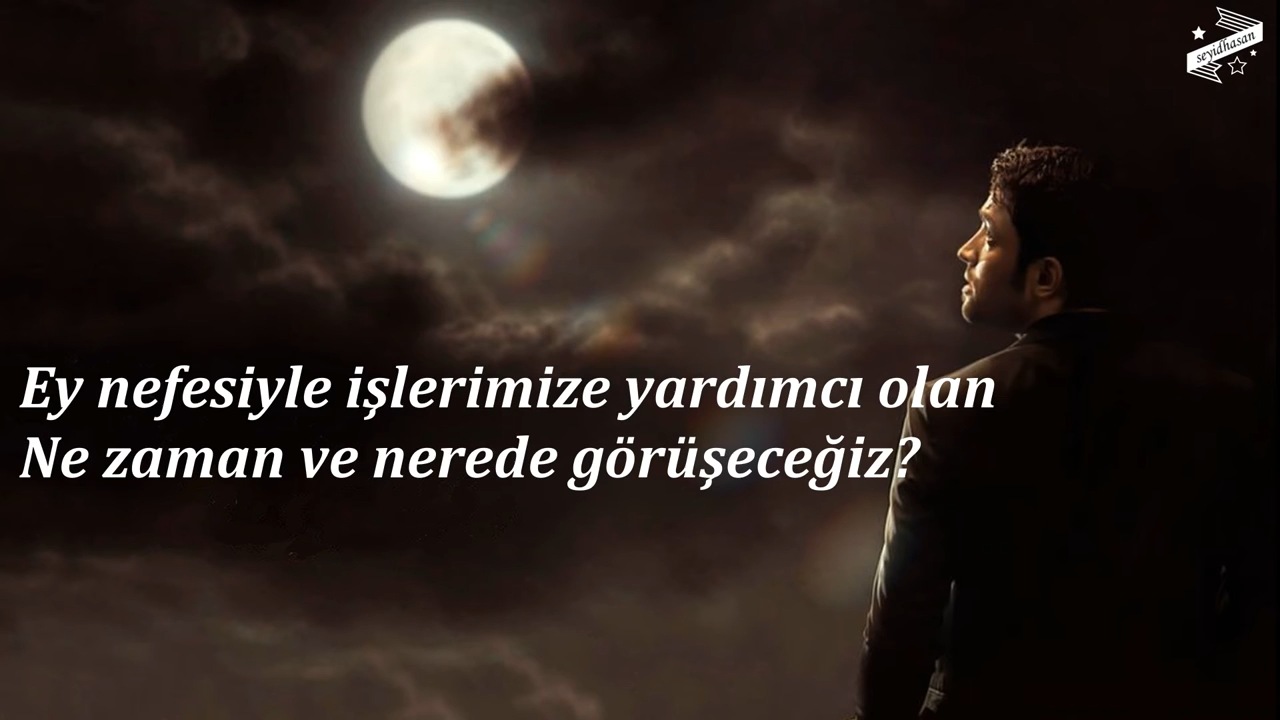 seyidhasan
Ey nefesiyle işlerimize yardımcı olan
Ne zaman ve nerede görüşeceğiz?